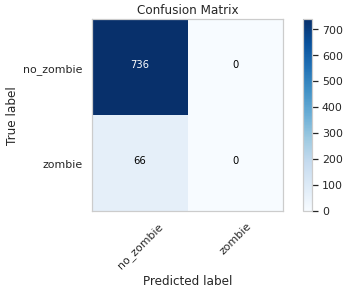 Confusion Matrix
True label
no_zombie
736
0
zombie
66
0
no_zombie
zombie
Predicted label
700
600
500
400
300
200
100
0